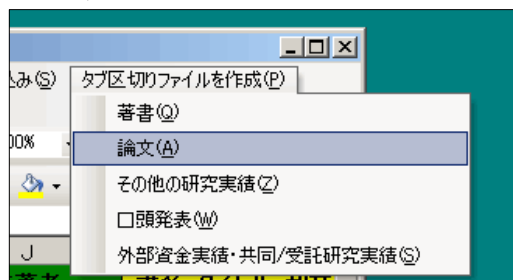 込み(S) タブ区切りファイルを作成(P)
著書(Q)
00% 論文(A)
その他の研究実績(Z)
口頭発表(W)
J 外部資金実績・共同/受託研究実績(S)